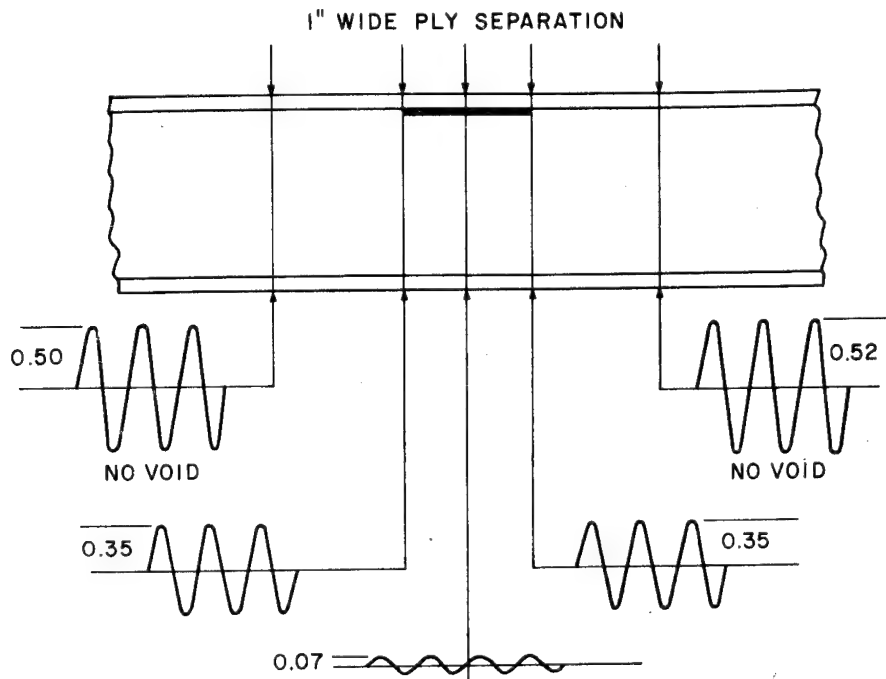 1" WIDE PLY SEPARATION
0.50
0.52
NO VOID
NO VOID
0.35
0.35
0.07